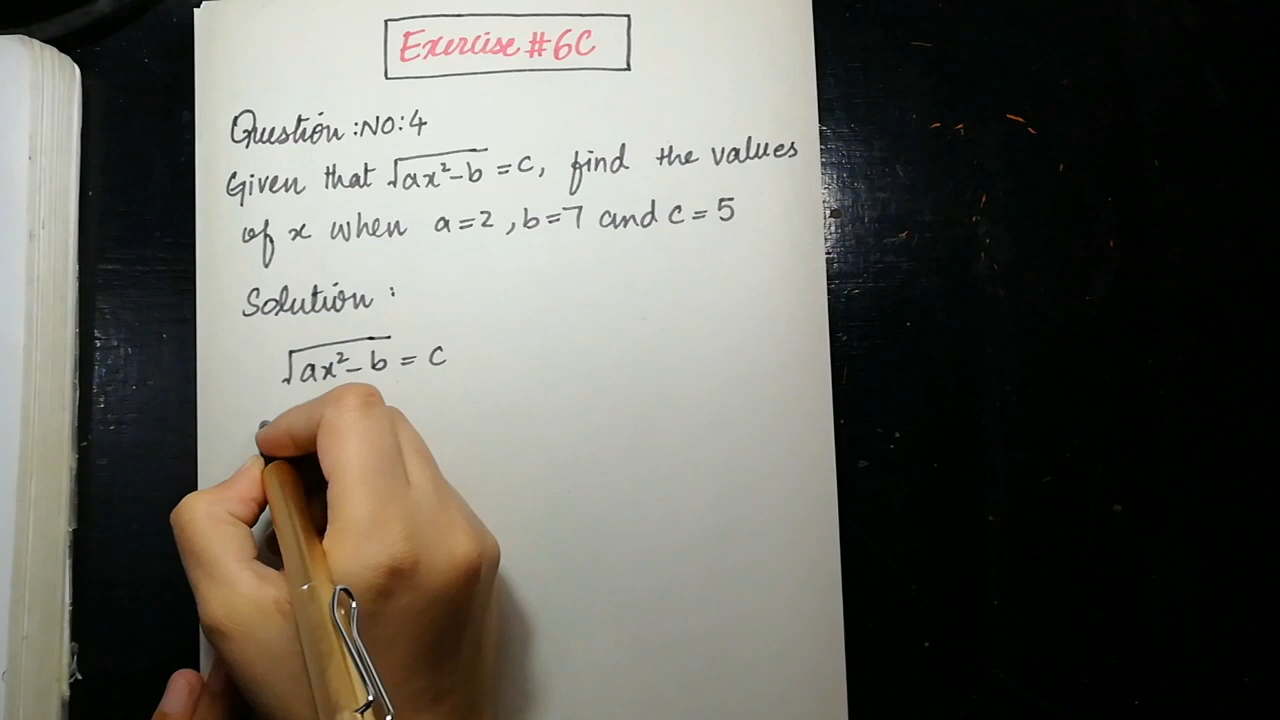 Exercise #6C
Question:NO:4
Given that √ax²-b = c, find the values
of x when a=2, b=7 and c=5
Solution:
√ax²-b = c